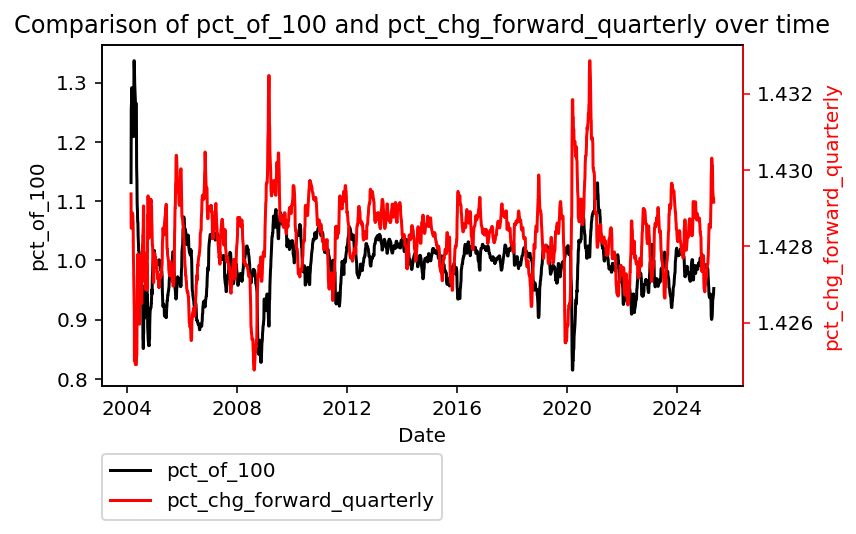 Comparison of pct_of_100 and pct_chg_forward_quarterly over time
pct_of_100
1.3
1.2
1.1
1.0
0.9
0.8
1.432
1.430
1.428
1.426
pct_chg_forward_quarterly
2004 2008 2012 2016 2020 2024
Date
pct_of_100
pct_chg_forward_quarterly